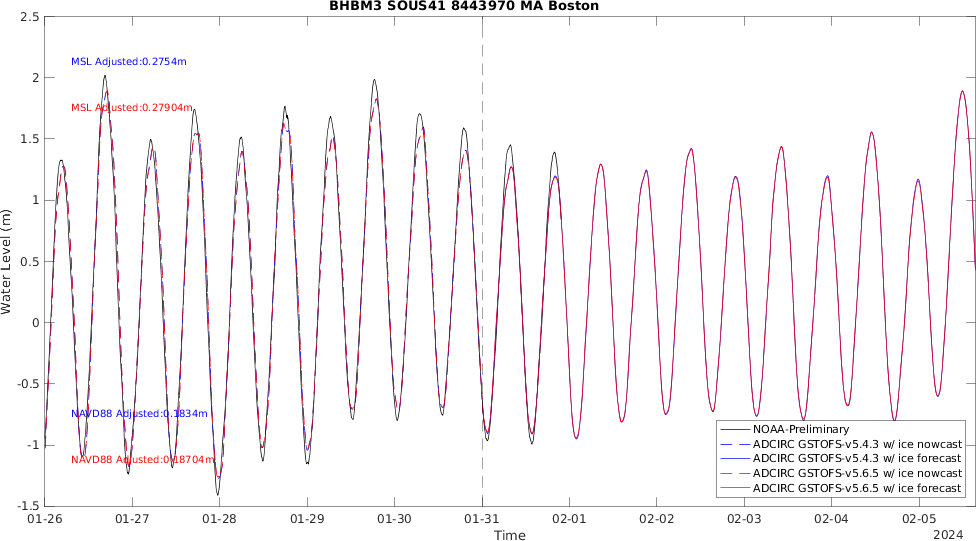 BHBM3 SOUS41 8443970 MA Boston
2.5
2
1.5
1
0.5
0
-0.5
-1
-1.5
Water Level (m)
MSL Adjusted:0.2754m
MSL Adjusted:0.27904m
NAVD88 Adjusted:0.1834m
NAVD88 Adjusted:0.18704m
NOAA-Preliminary
ADCIRC GSTOFS-v5.4.3 w/ ice nowcast
ADCIRC GSTOFS-v5.4.3 w/ ice forecast
ADCIRC GSTOFS-v5.6.5 w/ ice nowcast
ADCIRC GSTOFS-v5.6.5 w/ ice forecast
01-26 01-27 01-28 01-29 01-30 01-31 02-01 02-02 02-03 02-04 02-05
Time
2024